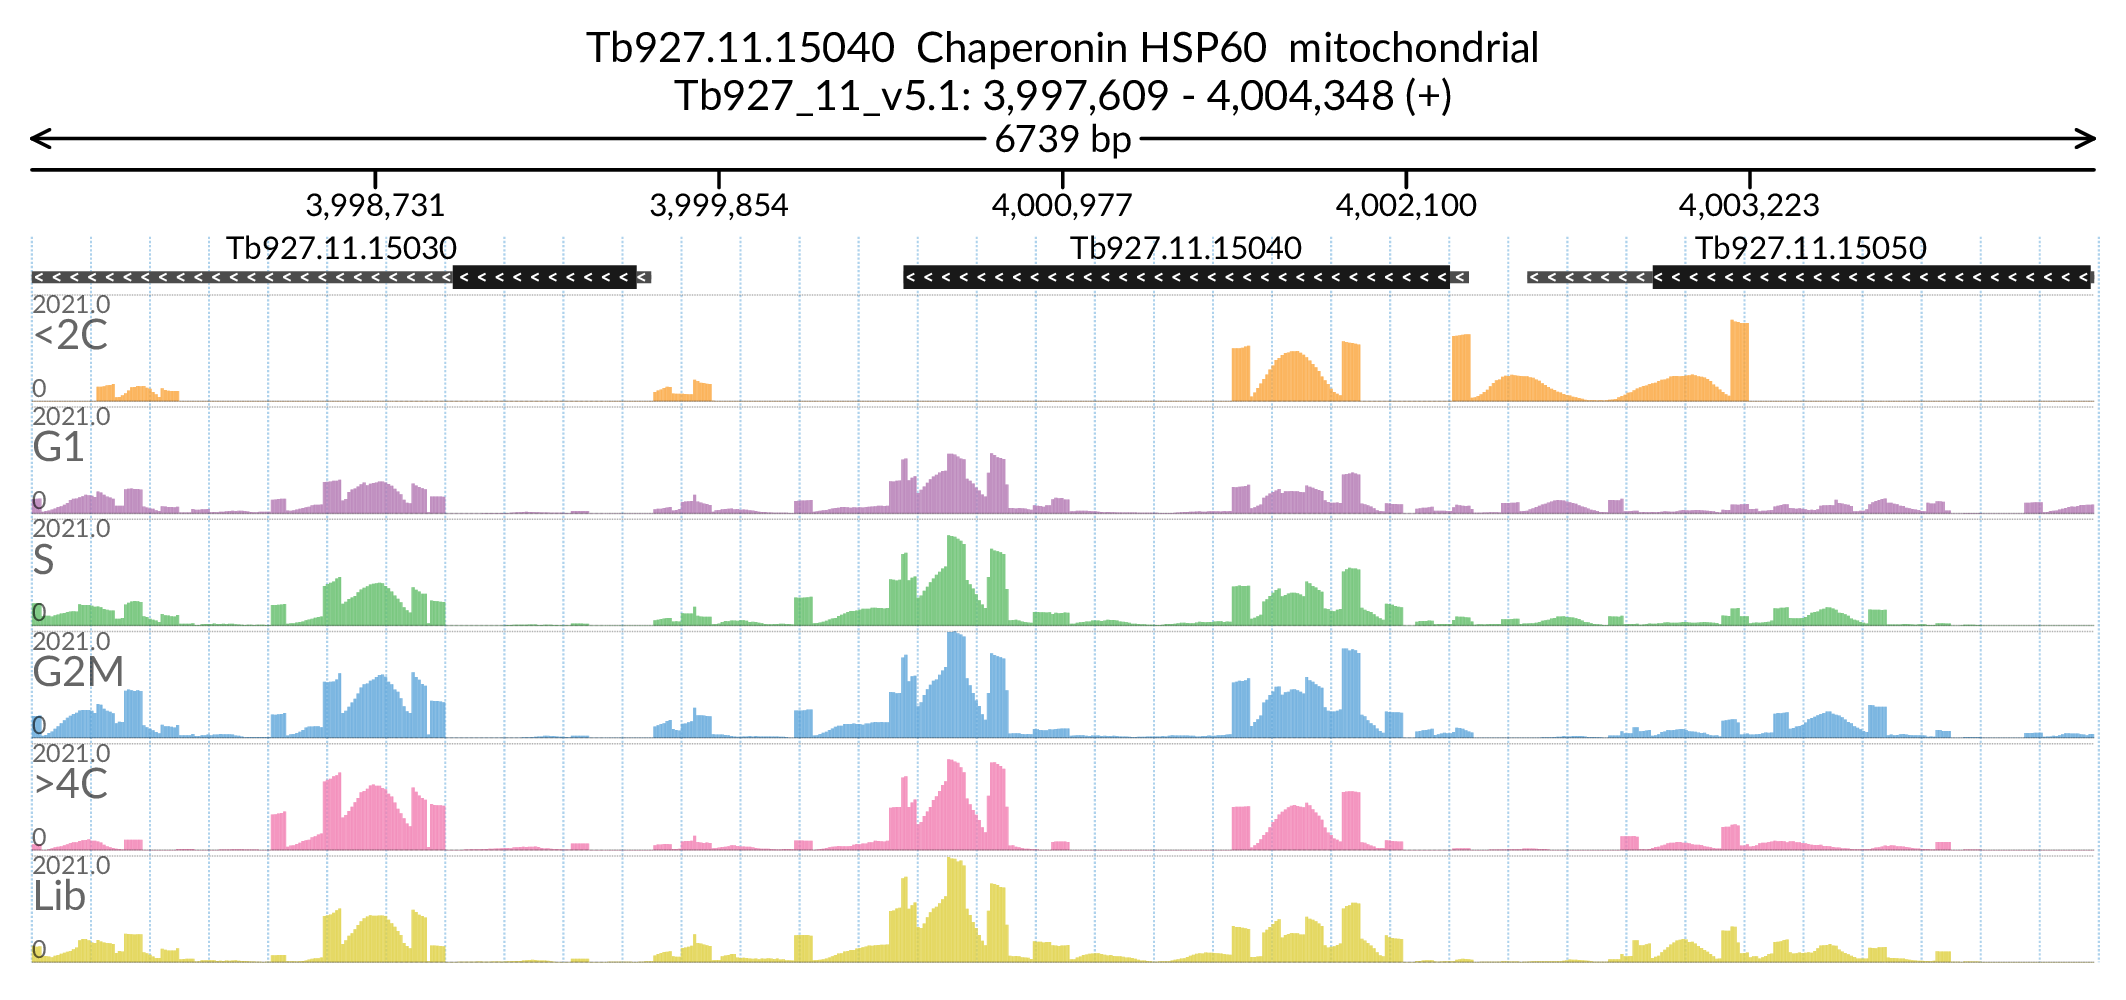 Tb927.11.15040 Chaperonin HSP60 mitochondrial
Tb927_11_v5.1: 3,997,609 - 4,004,348 (+)
6739 bp
3,998,731 3,999,854 4,000,977 4,002,100 4,003,223
Tb927.11.15030 Tb927.11.15040 Tb927.11.15050
2021.0
<2C
0
2021.0
G1
0
2021.0
S
0
2021.0
G2M
0
2021.0
>4C
0
2021.0
Lib
0